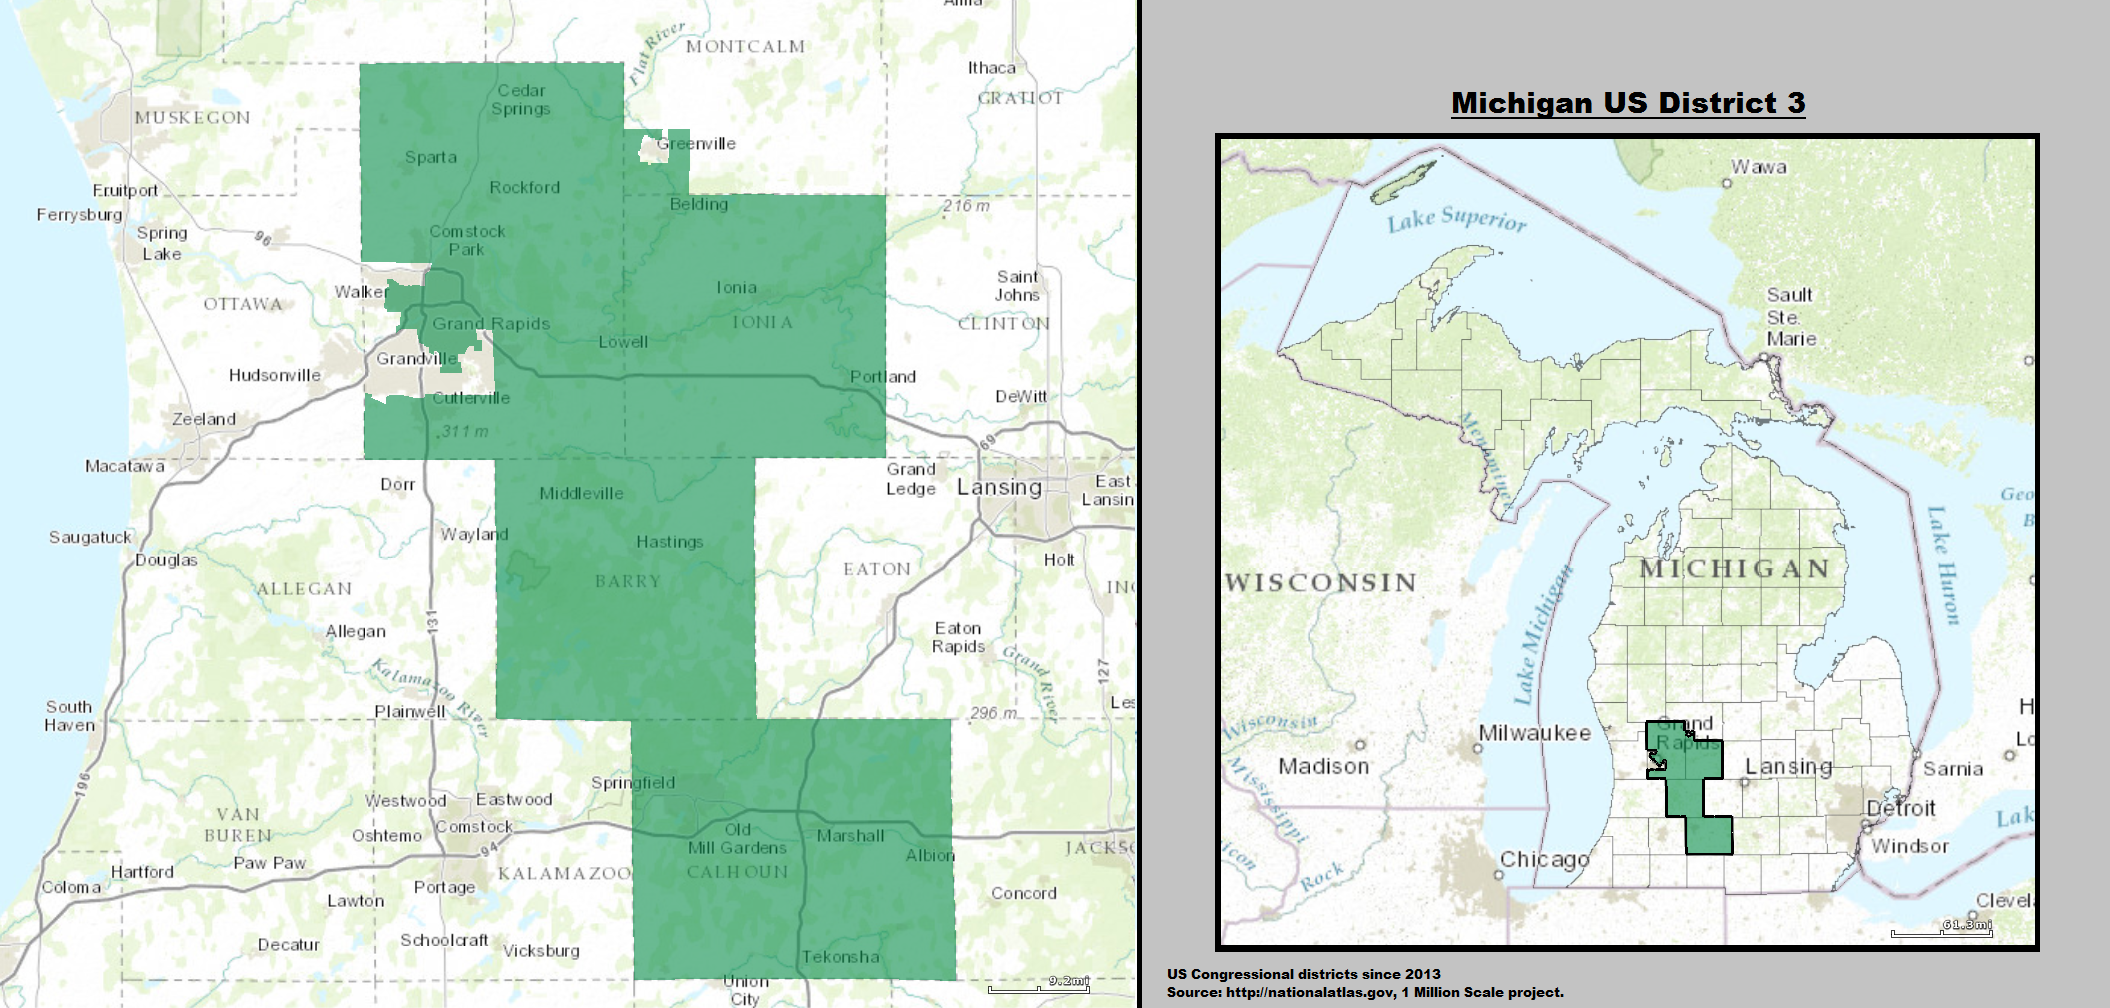 Alma
Flat River
MONTCALM
Ithaca
GRATIOT
Cedar
Springs
MUSKEGON
Greenville
Sparta
Rockford
Fruitport
Ferrysburg
Belding
216 m
Spring
Lake
96
Comstock
Park
Saint
Johns
Walker
Ionia
OTTAWA
IONIA
CLINTON
Grand Rapids
Lowell
Grandville
Hudsonville
Portland
DeWitt
Cutlerville
Zeeland
311 m
69
Macatawa
Dorr
Grand
Ledge
Lansing
East
Lansin
Middleville
Saugatuck
Wayland
Hastings
Douglas
Holt
EATON
ALLEGAN
BARRY
INC
131
Allegan
Eaton
Rapids
Grand River
Kalamazoo River
127
South
Haven
Plainwell
296 m
Les
196
Springfield
Westwood
Eastwood
VAN
BUREN
Oshtemo
Comstock
Old
Mill Gardens
Marshall
94
Albion
JACKSO
Paw Paw
Hartford
KALAMAZOO
CALHOUN
Coloma
Portage
Concord
Lawton
Decatur
Schoolcraft
Vicksburg
Tekonsha
Union
City
9.2mi
Michigan US District 3
Wawa
Lake Superior
Sault
Ste.
Marie
Menominee
Geo
B
Lake Huron
WISCONSIN
MICHIGAN
Lake Michigan
Grand
Rapids
H
Lo
Wisconsin
Milwaukee
Madison
Lansing
Sarnia
Mississippi
Detroit
Lak
Windsor
icon
Rock
Chicago
Clevel
61.3mi
US Congressional districts since 2013
Source: http://nationalatlas.gov, 1 Million Scale project.